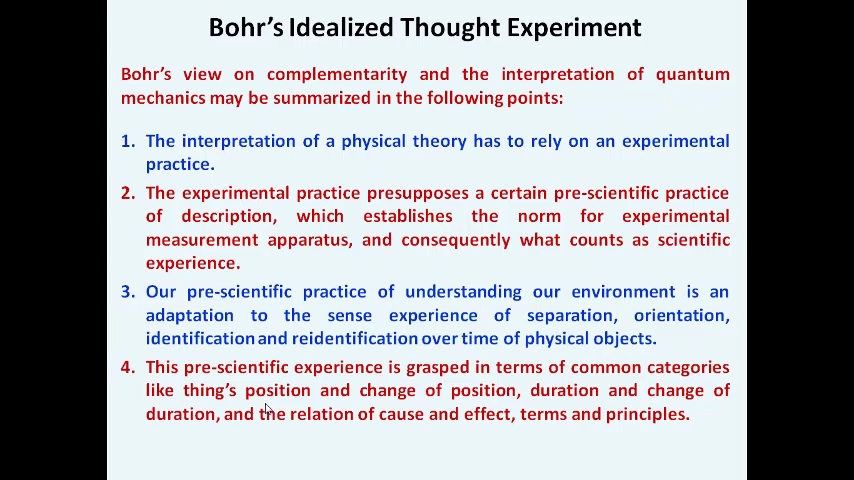 Bohr's Idealized Thought Experiment
Bohr's view on complementarity and the interpretation of quantum
mechanics may be summarized in the following points:
1. The interpretation of a physical theory has to rely on an experimental
practice.
2. The experimental practice presupposes a certain pre-scientific practice
of description, which establishes the norm for experimental
measurement apparatus, and consequently what counts as scientific
experience.
3. Our pre-scientific practice of understanding our environment is an
adaptation to the sense experience of separation, orientation,
identification and reidentification over time of physical objects.
4. This pre-scientific experience is grasped in terms of common categories
like thing's position and change of position, duration and change of
duration, and the relation of cause and effect, terms and principles.